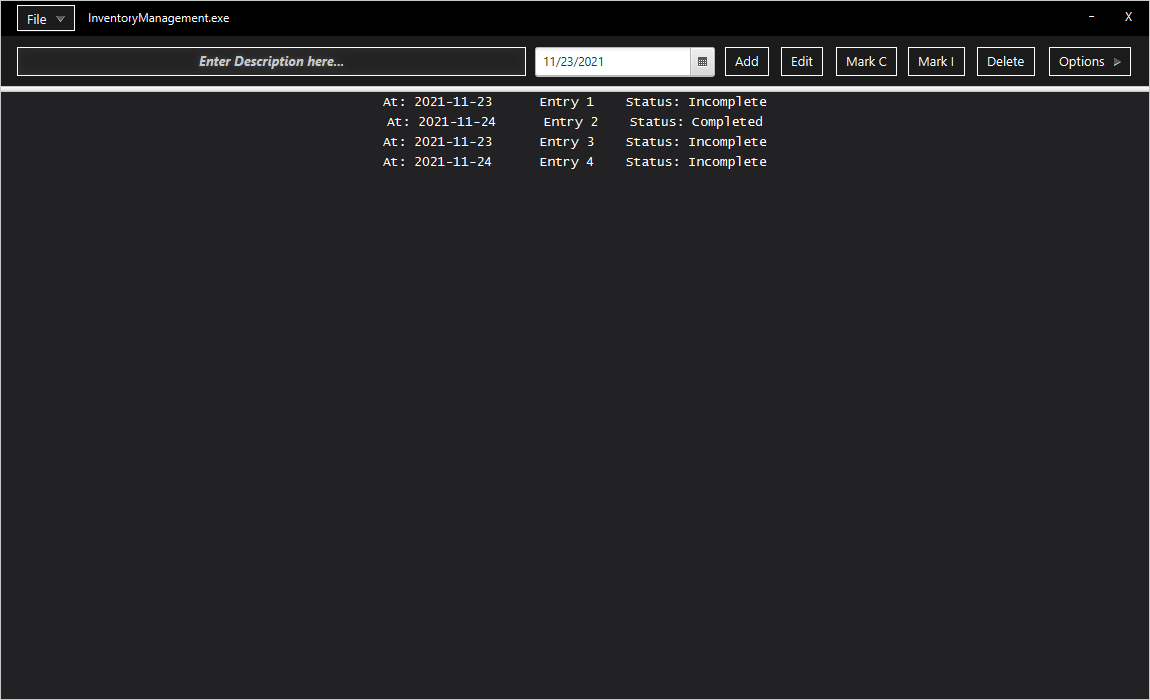 File InventoryManagement.exe – X
Enter Description here... 11/23/2021 Add Edit Mark C Mark I Delete Options
At: 2021-11-23 Entry 1 Status: Incomplete
At: 2021-11-24 Entry 2 Status: Completed
At: 2021-11-23 Entry 3 Status: Incomplete
At: 2021-11-24 Entry 4 Status: Incomplete